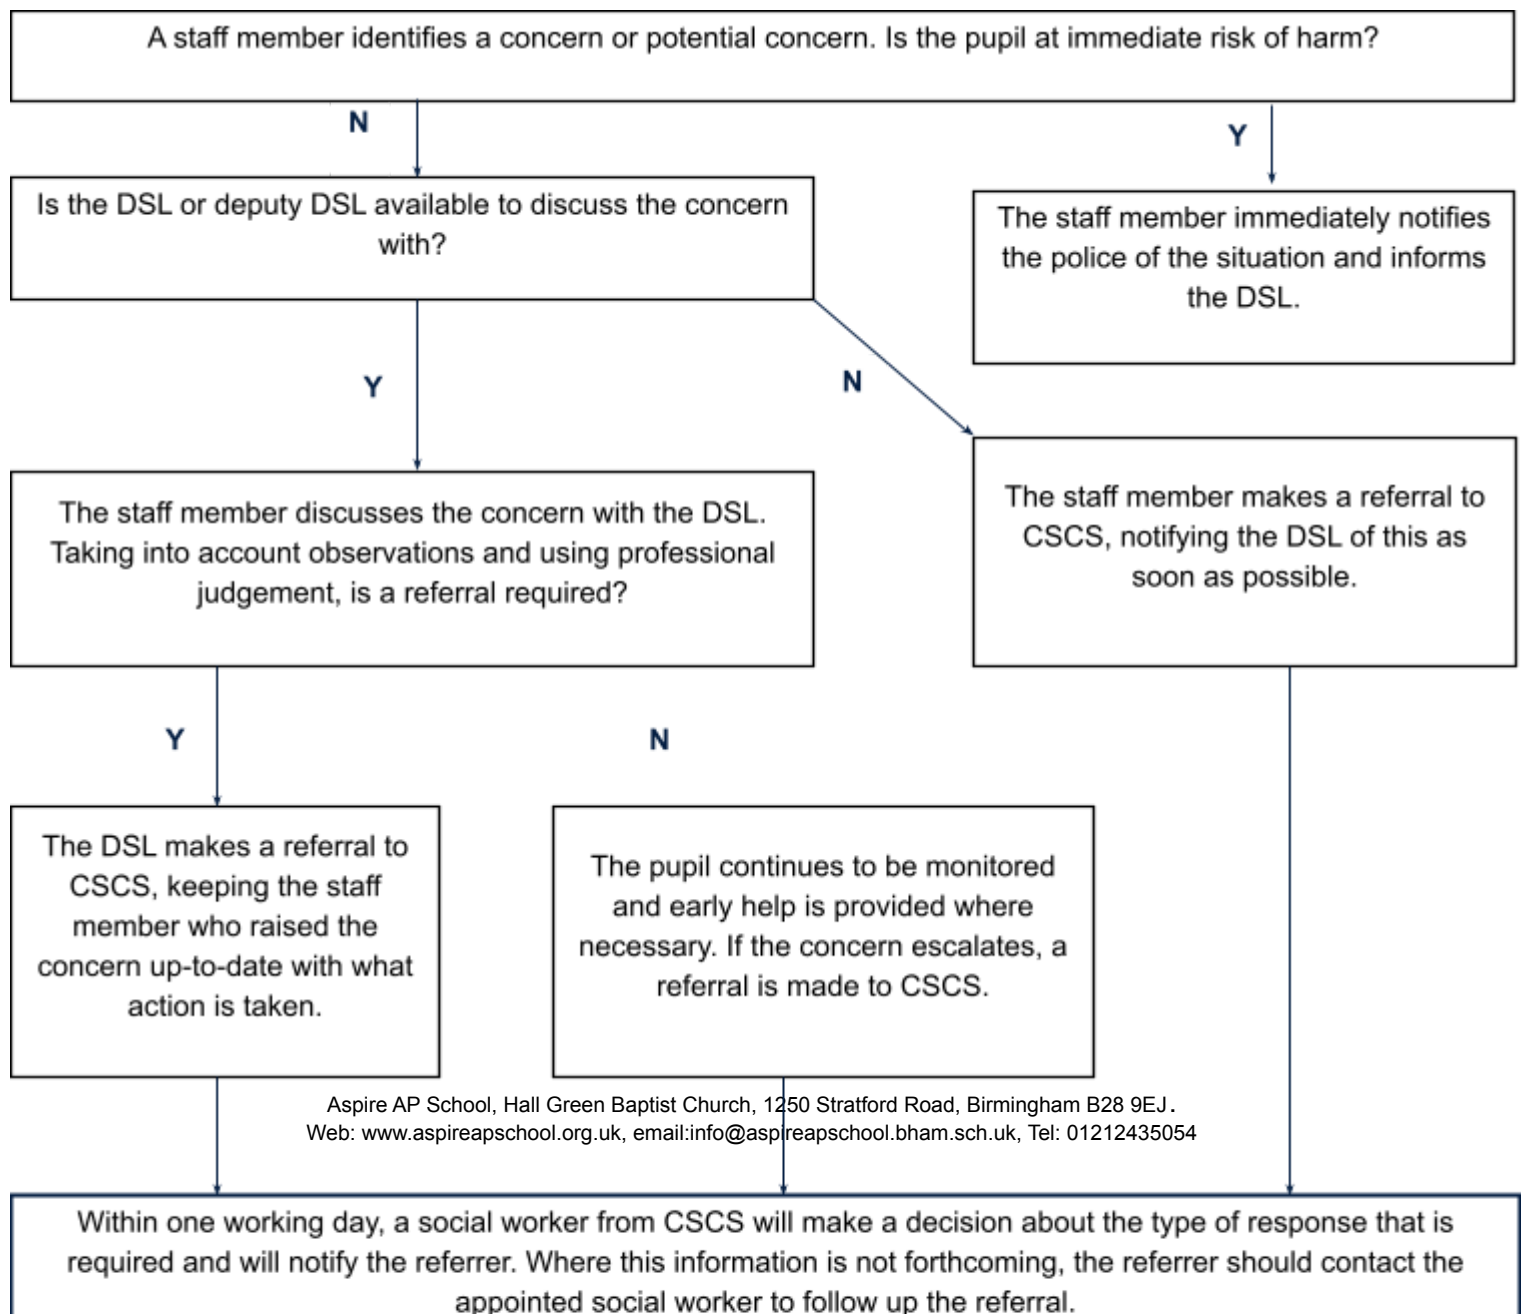 A staff member identifies a concern or potential concern. Is the pupil at immediate risk of harm?
N
Y
Is the DSL or deputy DSL available to discuss the concern
with?
The staff member immediately notifies
the police of the situation and informs
the DSL.
Y
N
The staff member discusses the concern with the DSL.
Taking into account observations and using professional
judgement, is a referral required?
The staff member makes a referral to
CSCS, notifying the DSL of this as
soon as possible.
Y
N
The DSL makes a referral to
CSCS, keeping the staff
member who raised the
concern up-to-date with what
action is taken.
The pupil continues to be monitored
and early help is provided where
necessary. If the concern escalates, a
referral is made to CSCS.
Aspire AP School, Hall Green Baptist Church, 1250 Stratford Road, Birmingham B28 9EJ.
Web: www.aspireapschool.org.uk, email:info@aspireapschool.bham.sch.uk, Tel: 01212435054
Within one working day, a social worker from CSCS will make a decision about the type of response that is
required and will notify the referrer. Where this information is not forthcoming, the referrer should contact the
appointed social worker to follow up the referral.